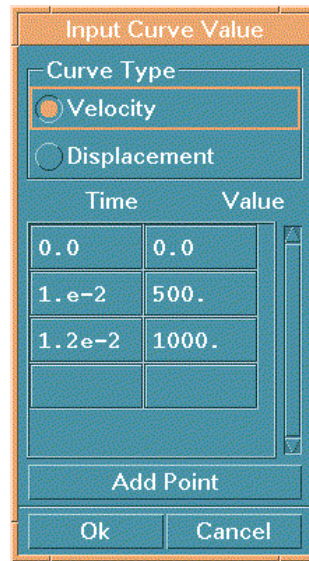 Input Curve Value
Curve Type
Velocity
Displacement
Time Value
0.0 0.0
1.e-2 500.
1.2e-2 1000.
Add Point
Ok Cancel